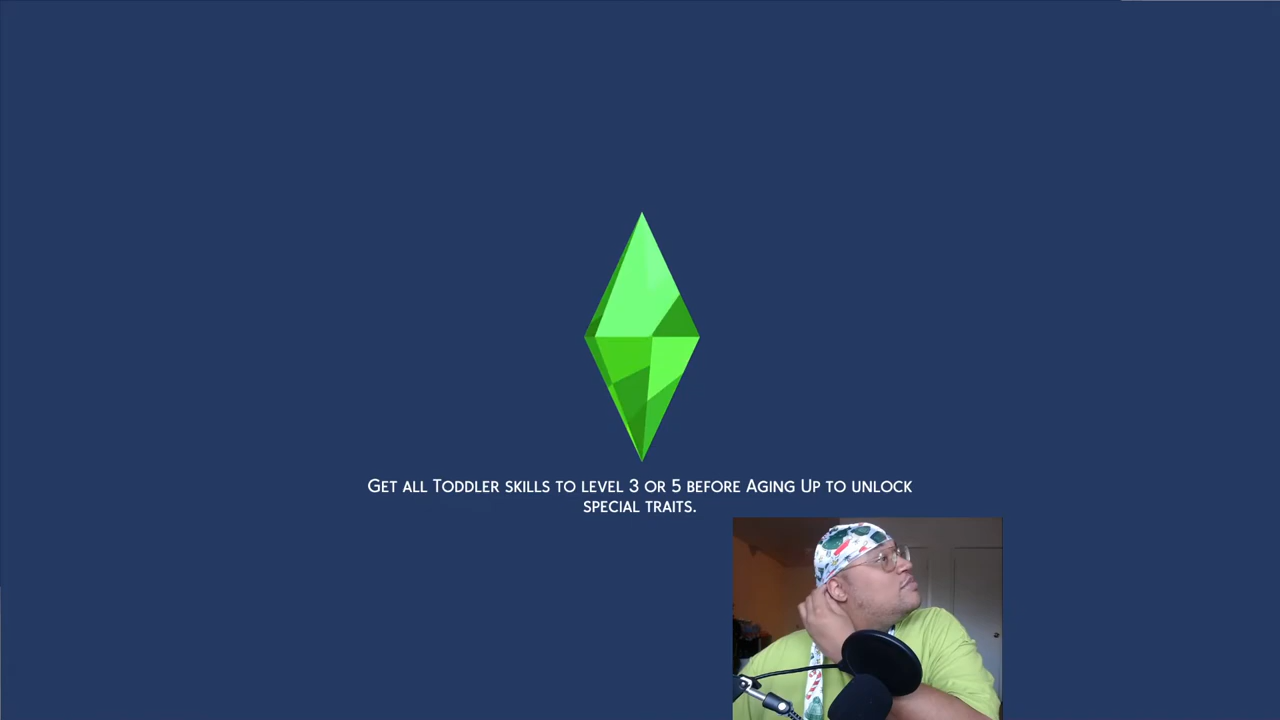 Get all Toddler skills to level 3 or 5 before Aging Up to unlock
special traits.